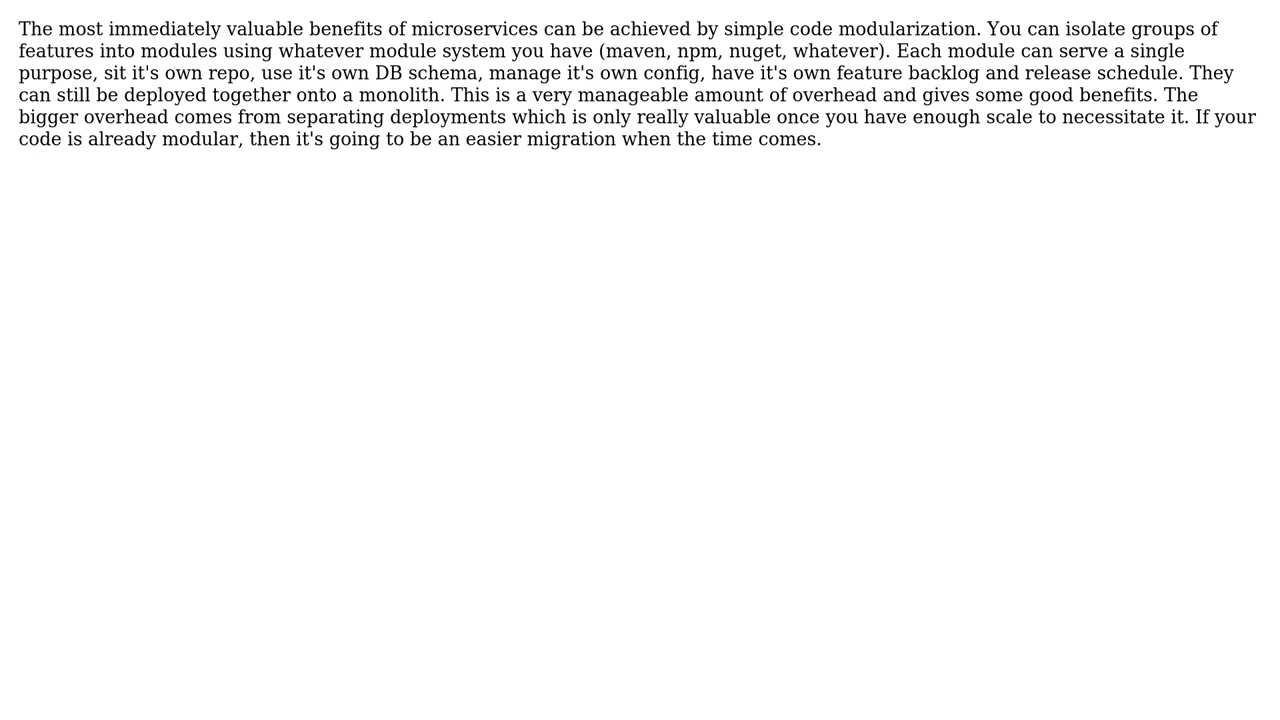 The most immediately valuable benefits of microservices can be achieved by simple code modularization. You can isolate groups of
features into modules using whatever module system you have (maven, npm, nuget, whatever). Each module can serve a single
purpose, sit it's own repo, use it's own DB schema, manage it's own config, have it's own feature backlog and release schedule. They
can still be deployed together onto a monolith. This is a very manageable amount of overhead and gives some good benefits. The
bigger overhead comes from separating deployments which is only really valuable once you have enough scale to necessitate it. If your
code is already modular, then it's going to be an easier migration when the time comes.